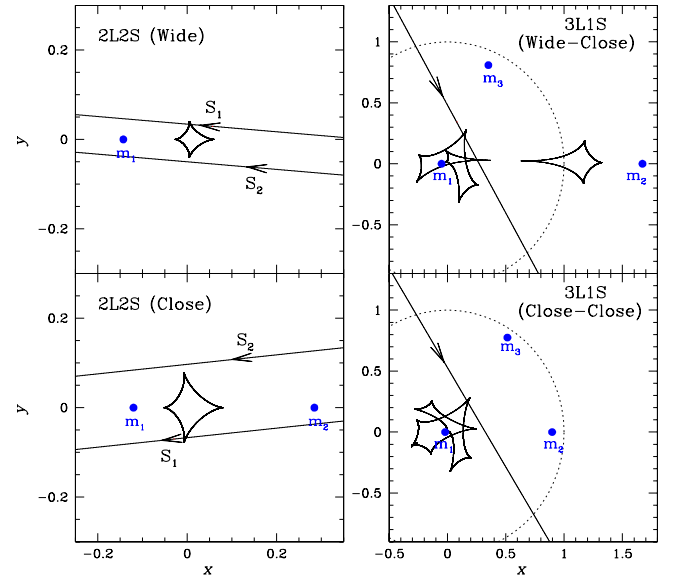 2L2S (Wide)
y
0.2
0
−0.2
S₁
m₁
S₂
3L1S
(Wide−Close)
1
0.5
0
−0.5
m₃
m₁
m₂
2L2S (Close)
y
0.2
0
−0.2
S₂
m₁
m₂
S₁
−0.2
0
0.2
x
3L1S
(Close−Close)
1
0.5
0
−0.5
m₃
m₁
m₂
−0.5
0
0.5
1
1.5
x